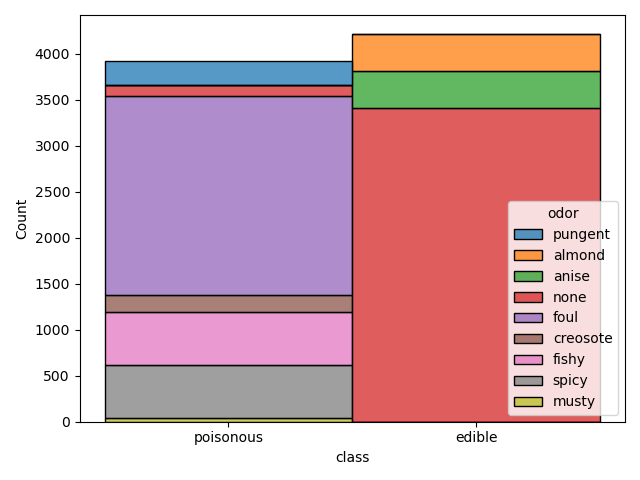 4000
3500
3000
2500
2000
1500
1000
500
0
Count
poisonous
edible
class
odor
pungent
almond
anise
none
foul
creosote
fishy
spicy
musty